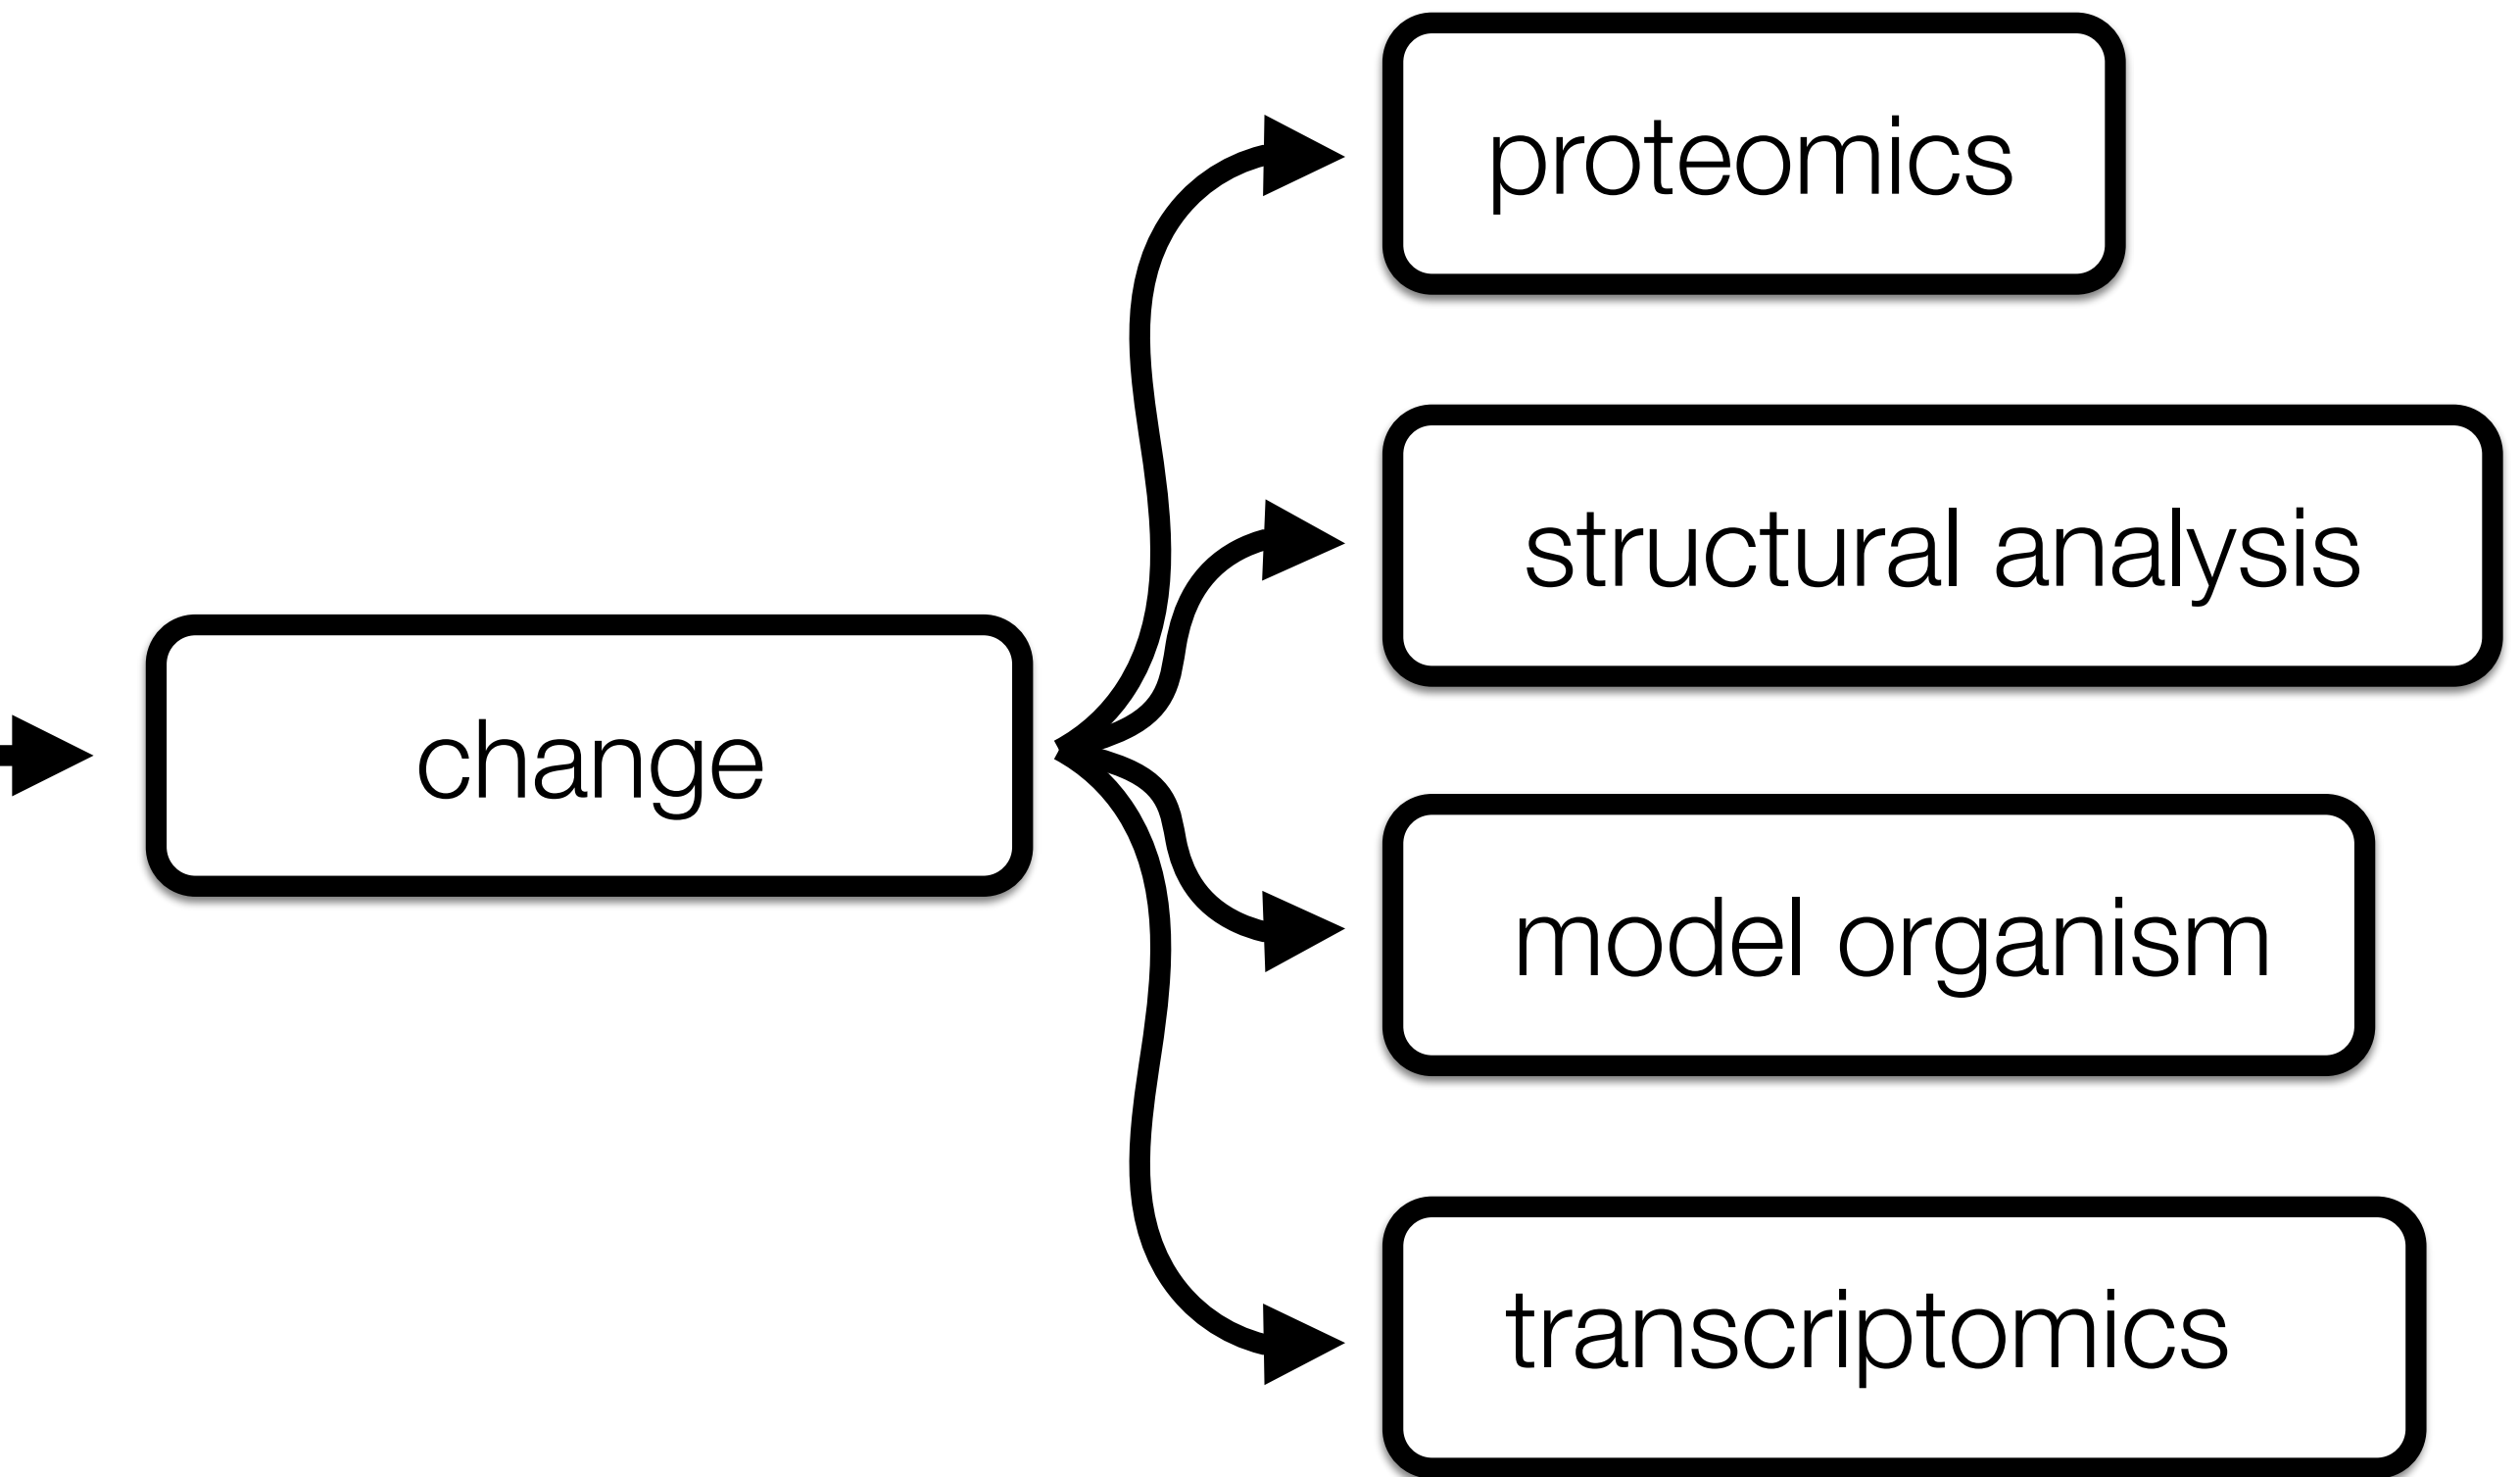 proteomics
structural analysis
change
model organism
transcriptomics